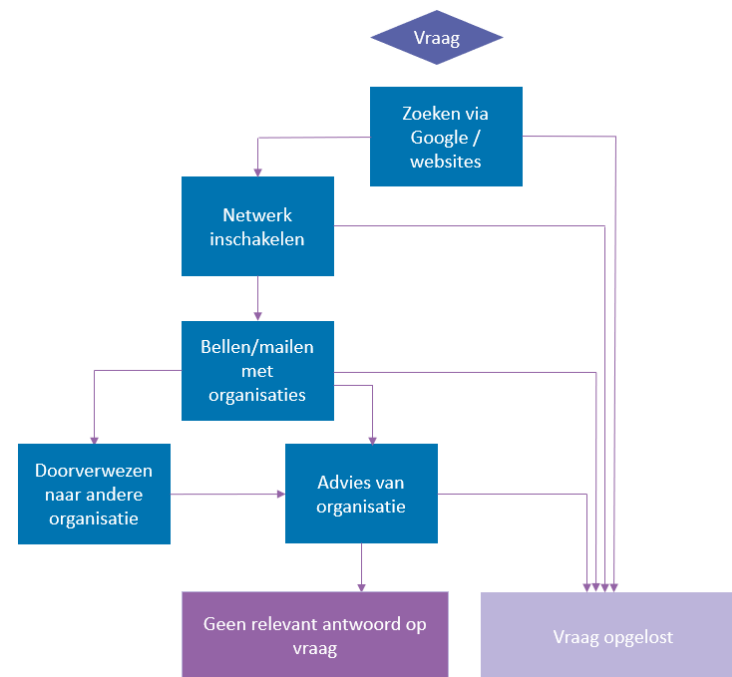 Vraag
Zoeken via
Google /
websites
Netwerk
inschakelen
Bellen/mailen
met
organisaties
Doorverwezen
naar andere
organisatie
Advies van
organisatie
Geen relevant antwoord op
vraag
Vraag opgelost